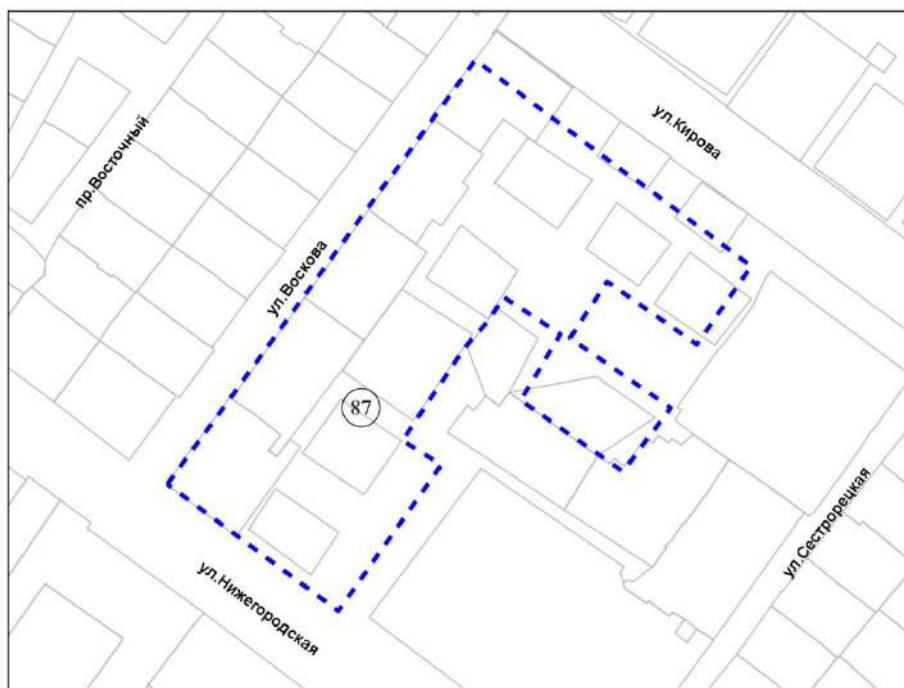 ул.Кирова
пр.Восточный
ул.Воскова
87
ул.Сестрорецкая
ул.Нижегородская